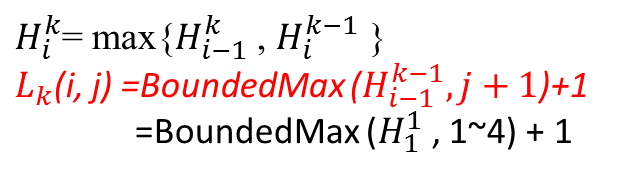 H_i^k = max{H_{i-1}^k , H_i^{k-1} }
L_k(i, j) =BoundedMax(H_{i-1}^{k-1}, j + 1)+1
=BoundedMax(H_1^1 , 1~4) + 1